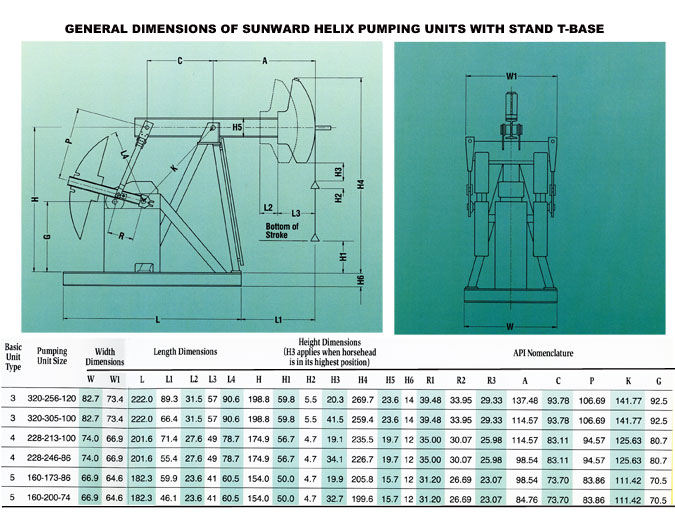 GENERAL DIMENSIONS OF SUNWARD HELIX PUMPING UNITS WITH STAND T-BASE
C A
W1
P L4 K H5
H3
H4
H2
H G
R
L2 L3
Bottom of
Stroke
H1
H6
L L1
W
Basic Unit Type Pumping Unit Size Width Dimensions Length Dimensions Height Dimensions (H3 applies when horsehead is in its highest position) API Nomenclature
W W1 L L1 L2 L3 L4 H H1 H2 H3 H4 H5 H6 R1 R2 R3 A C P K G
3 320-256-120 82.7 73.4 222.0 89.3 31.5 57 90.6 198.8 59.8 5.5 20.3 269.7 23.6 14 39.48 33.95 29.33 137.48 93.78 106.69 141.77 92.5
3 320-305-100 82.7 73.4 222.0 66.4 31.5 57 90.6 198.8 59.8 5.5 41.5 259.4 23.6 14 39.48 33.95 29.33 114.57 93.78 106.69 141.77 92.5
4 228-213-100 74.0 66.9 201.6 71.4 27.6 49 78.7 174.9 56.7 4.7 19.1 235.5 19.7 12 35.00 30.07 25.98 114.57 83.11 94.57 125.63 80.7
4 228-246-86 74.0 66.9 201.6 55.4 27.6 49 78.7 174.9 56.7 4.7 34.1 226.7 19.7 12 35.00 30.07 25.98 98.54 83.11 94.57 125.63 80.7
5 160-173-86 66.9 64.6 182.3 59.9 23.6 41 60.5 154.0 50.0 4.7 19.9 205.8 15.7 12 31.20 26.69 23.07 98.54 73.70 83.86 111.42 70.5
5 160-200-74 66.9 64.6 182.3 46.1 23.6 41 60.5 154.0 50.0 4.7 32.7 199.6 15.7 12 31.20 26.69 23.07 84.76 73.70 83.86 111.42 70.5